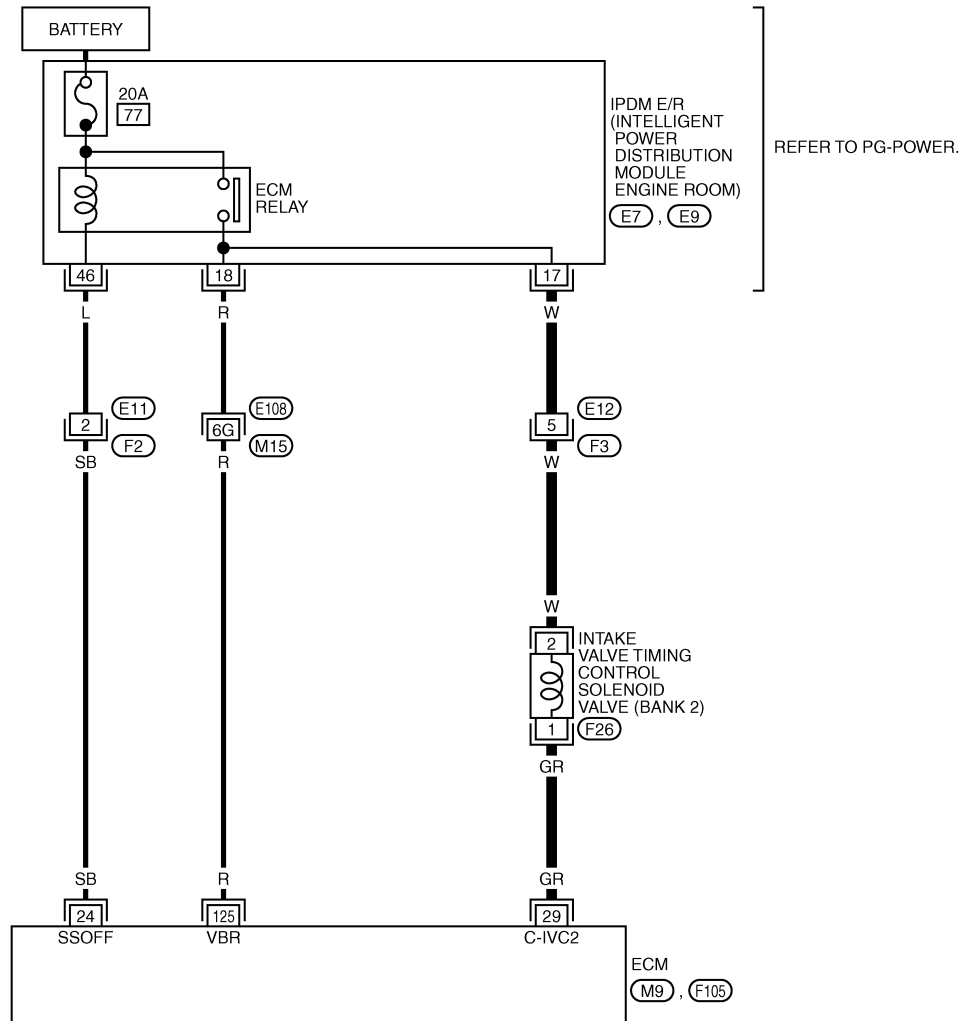 BATTERY
20A
77
ECM
RELAY
IPDM E/R
(INTELLIGENT
POWER
DISTRIBUTION
MODULE
ENGINE ROOM)
E7 , E9
REFER TO PG-POWER.
46 18 17
L R W
2 E11 F2
6G E108 M15
5 E12 F3
SB R W
W
2
INTAKE
VALVE TIMING
CONTROL
SOLENOID
VALVE (BANK 2)
1 F26
GR
SB R GR
24 125 29
SSOFF VBR C-IVC2
ECM
M9 , F105